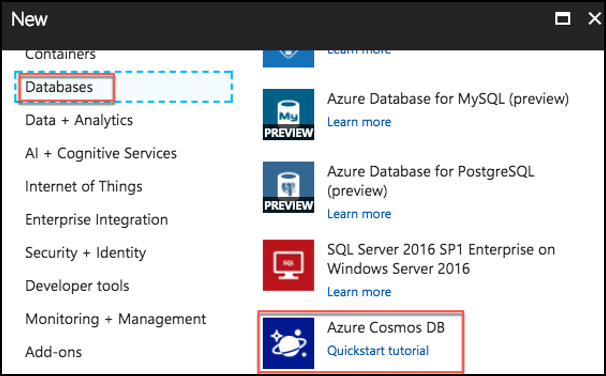 New
Containers
Databases
Data + Analytics
AI + Cognitive Services
Internet of Things
Enterprise Integration
Security + Identity
Developer tools
Monitoring + Management
Add-ons
Learn more
My
PREVIEW
Azure Database for MySQL (preview)
Learn more
PREVIEW
Azure Database for PostgreSQL
(preview)
Learn more
SQL
SQL Server 2016 SP1 Enterprise on
Windows Server 2016
Learn more
Azure Cosmos DB
Quickstart tutorial